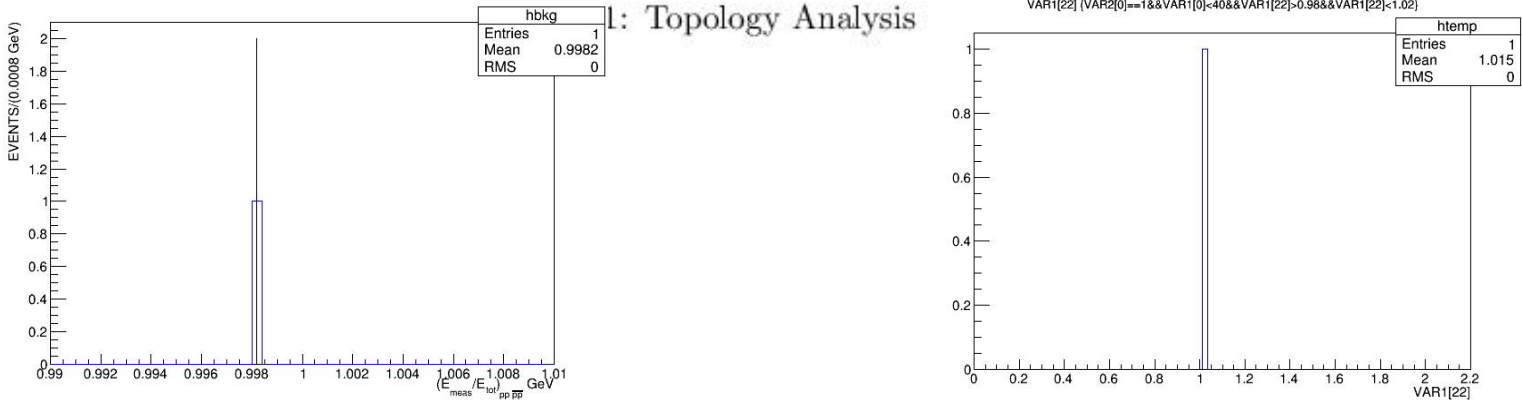 VAR1[22] {VAR2[0]==1&&VAR1[0]<40&&VAR1[22]>0.98&&VAR1[22]<1.02}
1: Topology Analysis
hbkg
Entries 1
Mean 0.9982
RMS 0
EVENTS/(0.0008 GeV)
2
1.8
1.6
1.4
1.2
1
0.8
0.6
0.4
0.2
0
0.99 0.992 0.994 0.996 0.998 1 1.002 1.004 1.006 1.008 1.01
(E_meas/E_tot)_pp p̅p̅ GeV
htemp
Entries 1
Mean 1.015
RMS 0
1
0.8
0.6
0.4
0.2
0
0 0.2 0.4 0.6 0.8 1.0 1.2 1.4 1.6 1.8 2 2.2
VAR1[22]